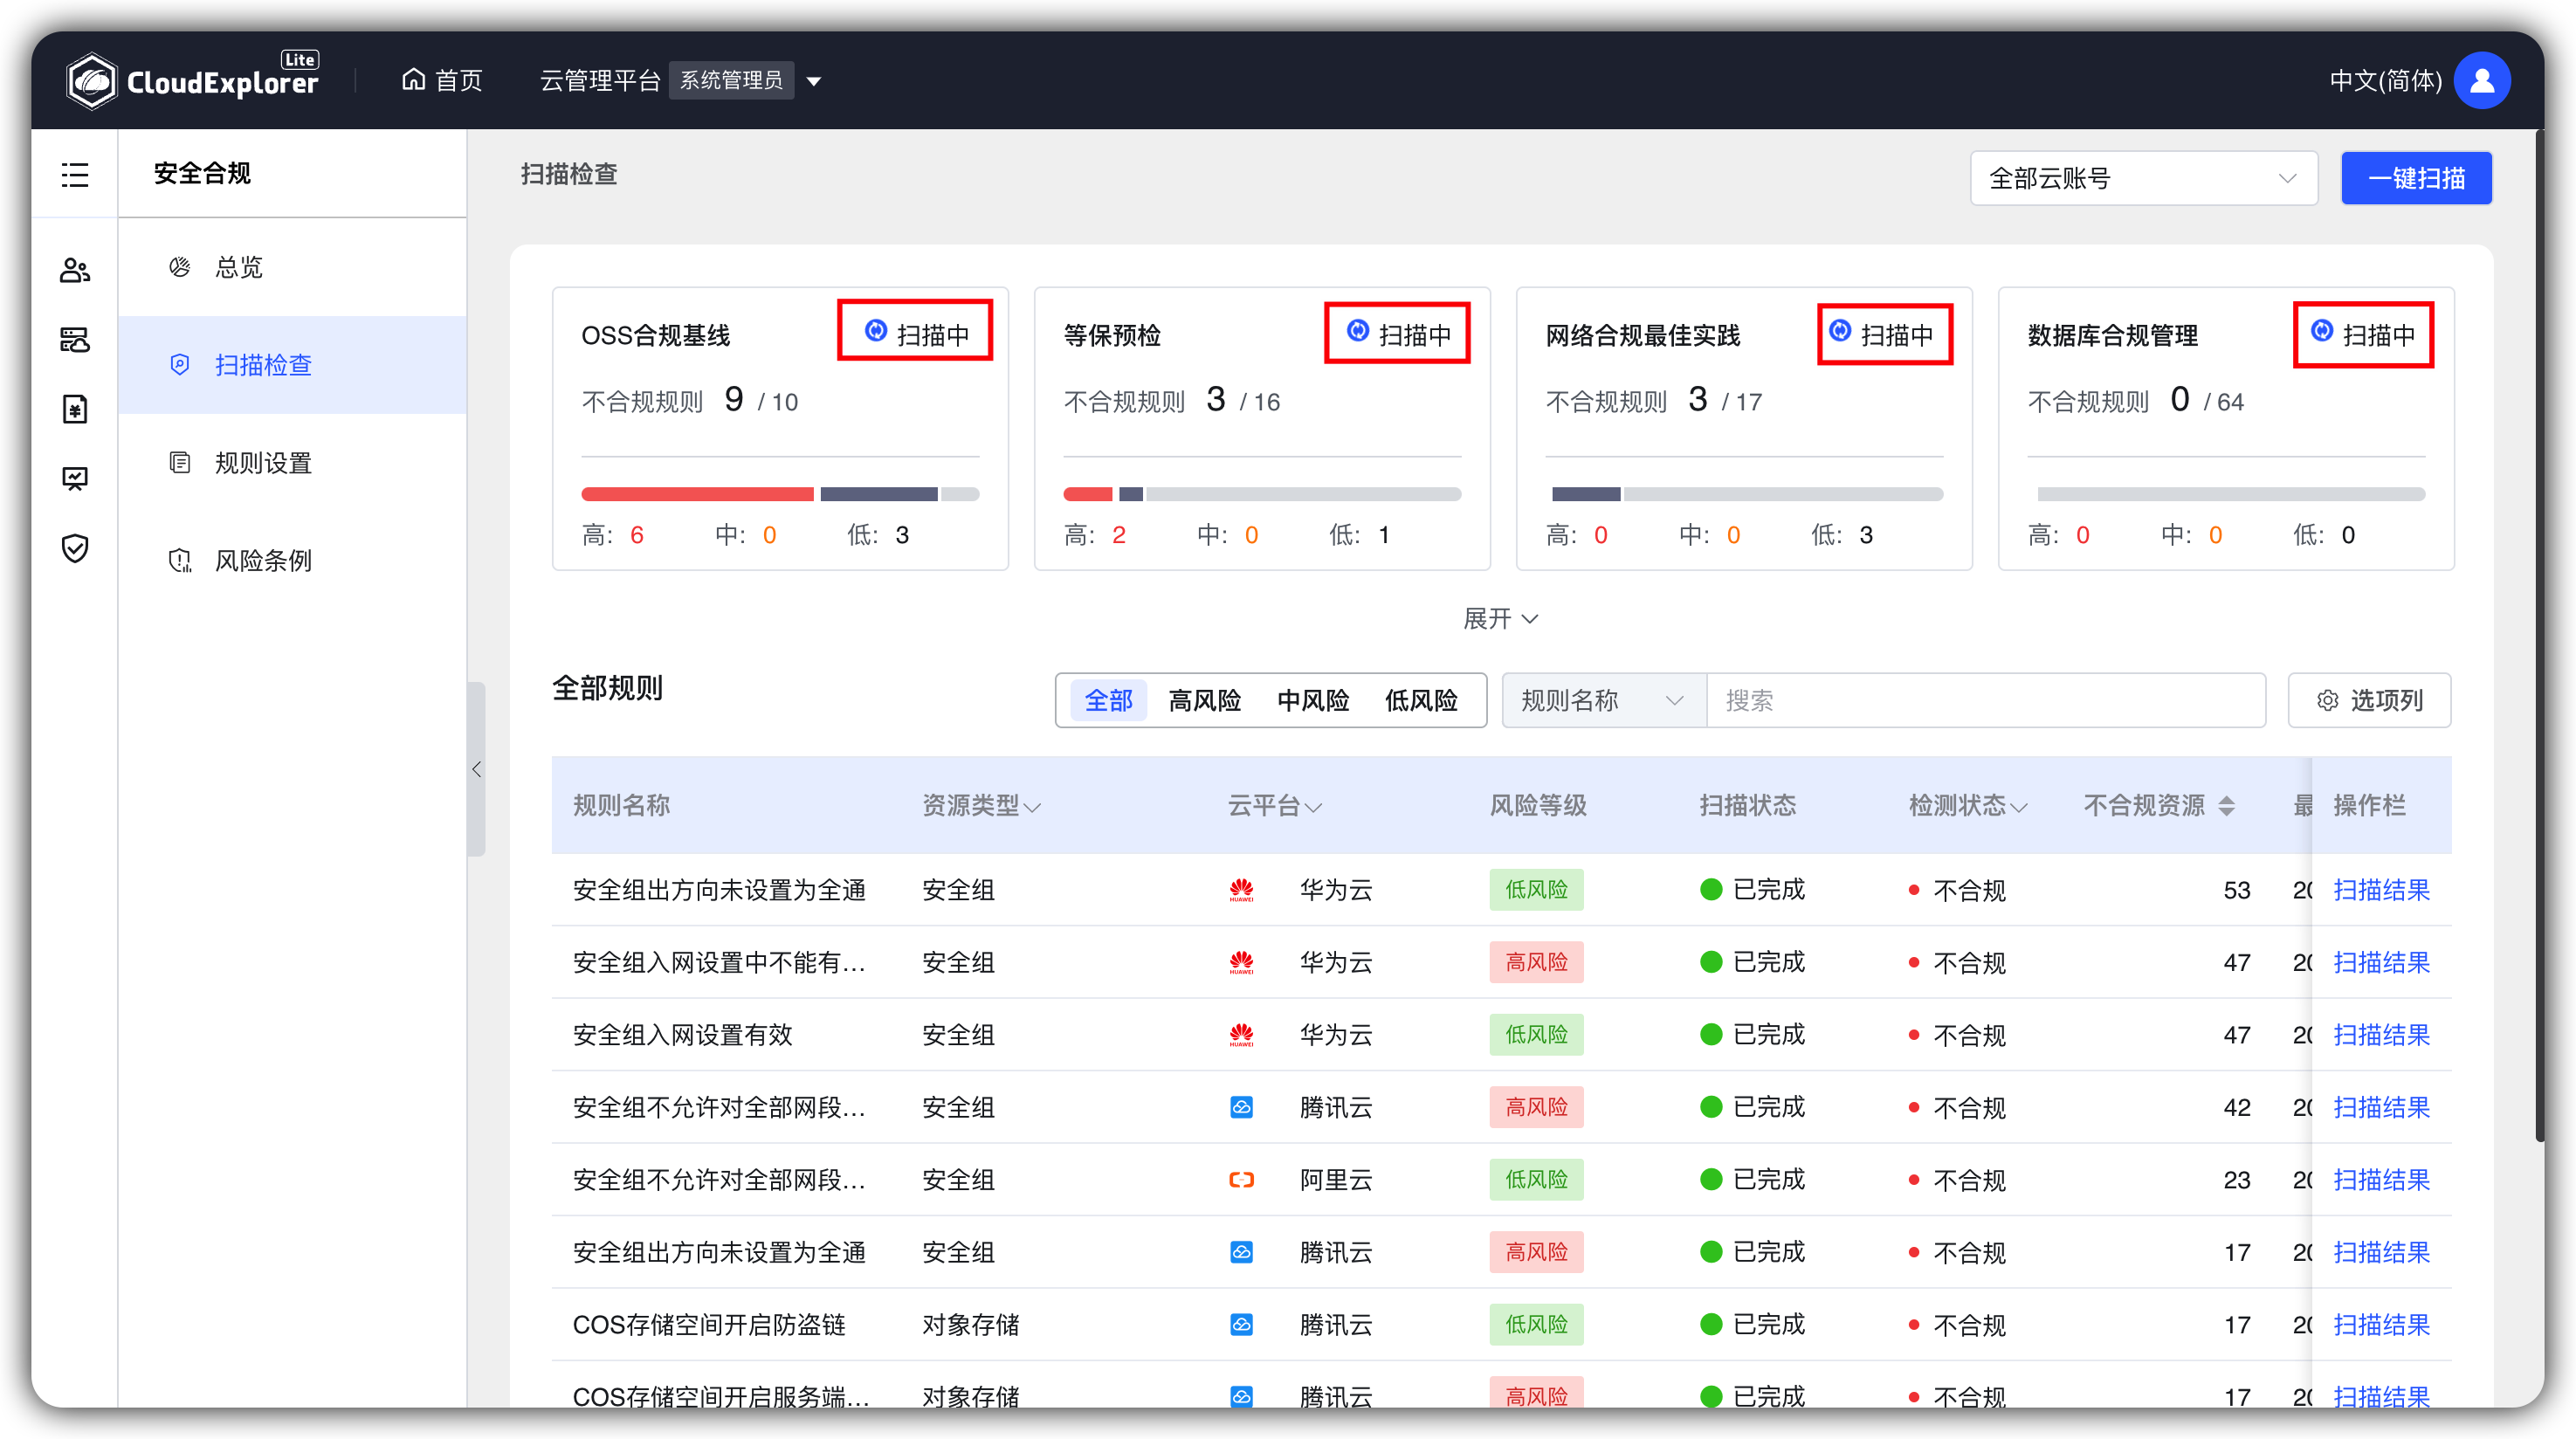 CloudExplorer Lite
首页
云管理平台 系统管理员
中文(简体)
安全合规
总览
扫描检查
规则设置
风险条例
扫描检查
全部云账号
一键扫描
OSS合规基线 扫描中
不合规规则 9 / 10
高: 6 中: 0 低: 3
等保预检 扫描中
不合规规则 3 / 16
高: 2 中: 0 低: 1
网络合规最佳实践 扫描中
不合规规则 3 / 17
高: 0 中: 0 低: 3
数据库合规管理 扫描中
不合规规则 0 / 64
高: 0 中: 0 低: 0
展开
全部规则
全部 高风险 中风险 低风险
规则名称 搜索
选项列
规则名称 资源类型 云平台 风险等级 扫描状态 检测状态 不合规资源 最 操作栏
安全组出方向未设置为全通 安全组 HUAWEI 华为云 低风险 已完成 不合规 53 20 扫描结果
安全组入网设置中不能有... 安全组 HUAWEI 华为云 高风险 已完成 不合规 47 20 扫描结果
安全组入网设置有效 安全组 HUAWEI 华为云 低风险 已完成 不合规 47 20 扫描结果
安全组不允许对全部网段... 安全组 腾讯云 高风险 已完成 不合规 42 20 扫描结果
安全组不允许对全部网段... 安全组 阿里云 低风险 已完成 不合规 23 20 扫描结果
安全组出方向未设置为全通 安全组 腾讯云 高风险 已完成 不合规 17 20 扫描结果
COS存储空间开启防盗链 对象存储 腾讯云 低风险 已完成 不合规 17 20 扫描结果
COS存储空间开启服务端... 对象存储 腾讯云 高风险 已完成 不合规 17 20 扫描结果